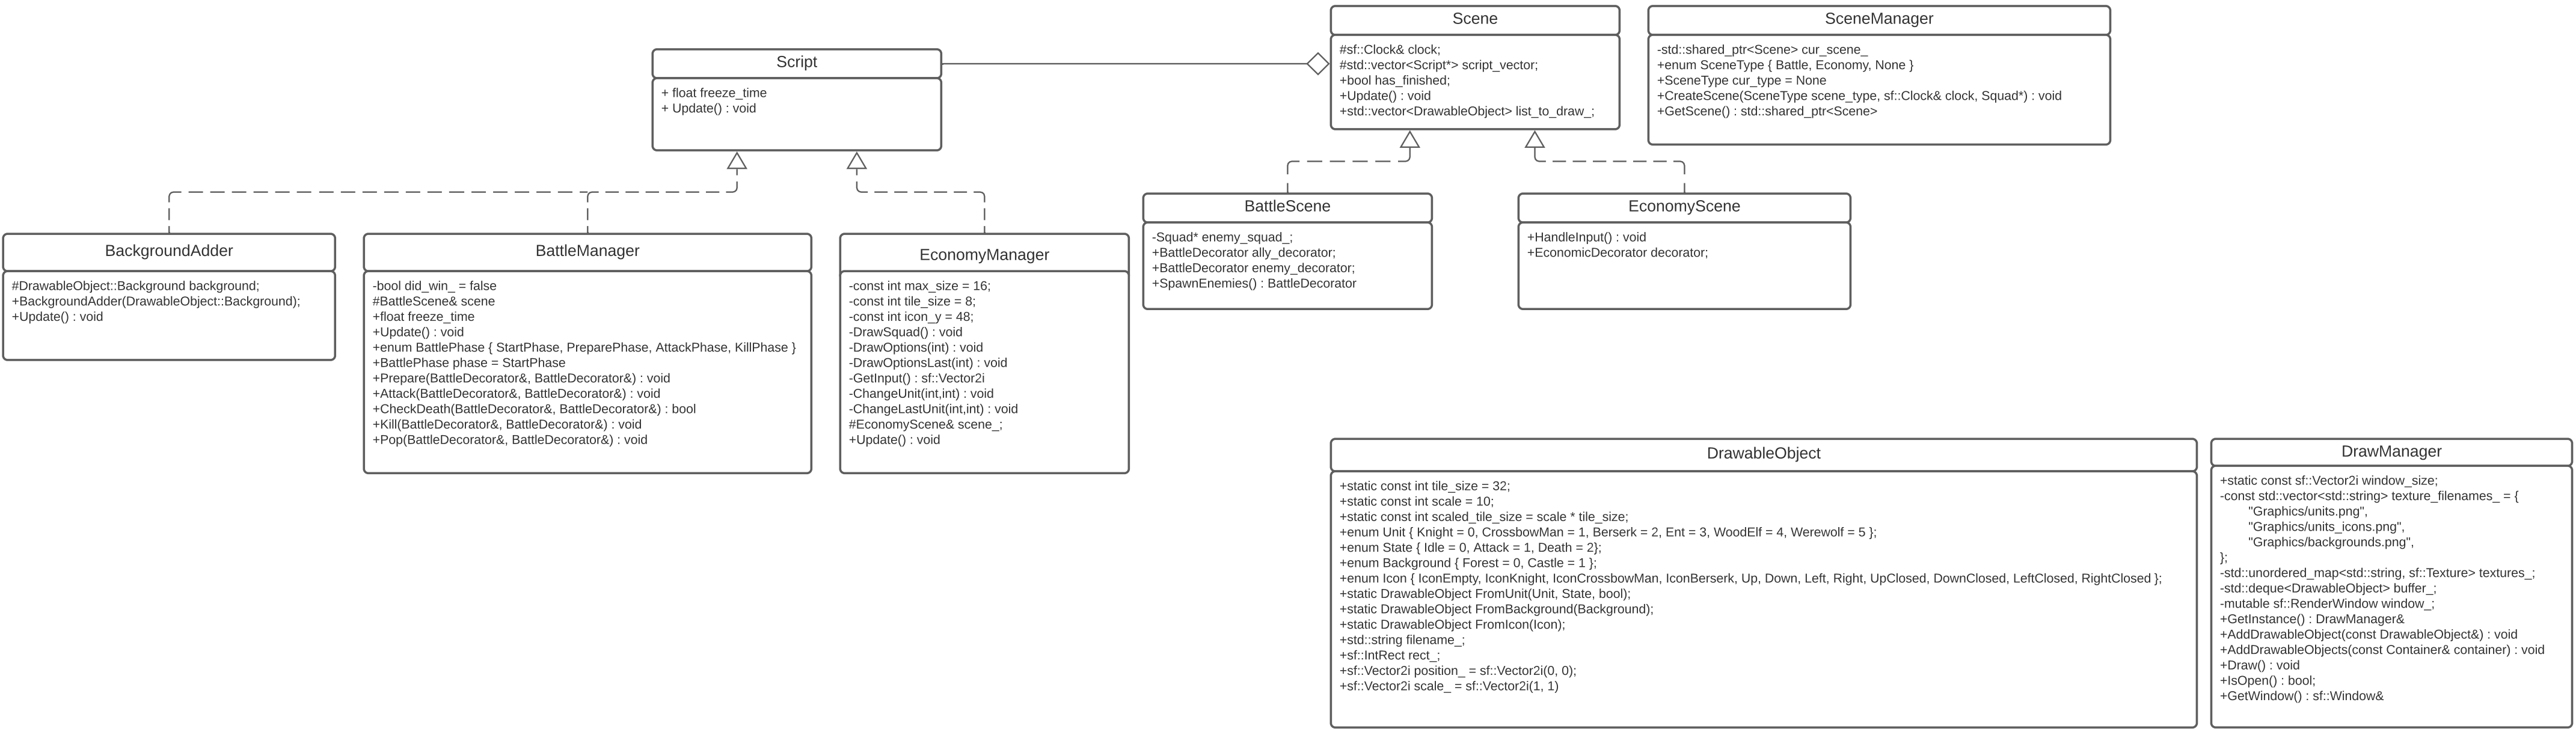 Script
+ float freeze_time
+ Update() : void
Scene
#sf::Clock& clock;
#std::vector<Script*> script_vector;
+bool has_finished;
+Update() : void
+std::vector<DrawableObject> list_to_draw_;
SceneManager
-std::shared_ptr<Scene> cur_scene_
+enum SceneType { Battle, Economy, None }
+SceneType cur_type = None
+CreateScene(SceneType scene_type, sf::Clock& clock, Squad*) : void
+GetScene() : std::shared_ptr<Scene>
BackgroundAdder
#DrawableObject::Background background;
+BackgroundAdder(DrawableObject::Background);
+Update() : void
BattleManager
-bool did_win_ = false
#BattleScene& scene
+float freeze_time
+Update() : void
+enum BattlePhase { StartPhase, PreparePhase, AttackPhase, KillPhase }
+BattlePhase phase = StartPhase
+Prepare(BattleDecorator&, BattleDecorator&) : void
+Attack(BattleDecorator&, BattleDecorator&) : void
+CheckDeath(BattleDecorator&, BattleDecorator&) : bool
+Kill(BattleDecorator&, BattleDecorator&) : void
+Pop(BattleDecorator&, BattleDecorator&) : void
EconomyManager
-const int max_size = 16;
-const int tile_size = 8;
-const int icon_y = 48;
-DrawSquad() : void
-DrawOptions(int) : void
-DrawOptionsLast(int) : void
-GetInput() : sf::Vector2i
-ChangeUnit(int,int) : void
-ChangeLastUnit(int,int) : void
#EconomyScene& scene_;
+Update() : void
BattleScene
-Squad* enemy_squad_;
+BattleDecorator ally_decorator;
+BattleDecorator enemy_decorator;
+SpawnEnemies() : BattleDecorator
EconomyScene
+HandleInput() : void
+EconomicDecorator decorator;
DrawableObject
+static const int tile_size = 32;
+static const int scale = 10;
+static const int scaled_tile_size = scale * tile_size;
+enum Unit { Knight = 0, CrossbowMan = 1, Berserk = 2, Ent = 3, WoodElf = 4, Werewolf = 5 };
+enum State { Idle = 0, Attack = 1, Death = 2};
+enum Background { Forest = 0, Castle = 1 };
+enum Icon { IconEmpty, IconKnight, IconCrossbowMan, IconBerserk, Up, Down, Left, Right, UpClosed, DownClosed, LeftClosed, RightClosed };
+static DrawableObject FromUnit(Unit, State, bool);
+static DrawableObject FromBackground(Background);
+static DrawableObject FromIcon(Icon);
+std::string filename_;
+sf::IntRect rect_;
+sf::Vector2i position_ = sf::Vector2i(0, 0);
+sf::Vector2i scale_ = sf::Vector2i(1, 1)
DrawManager
+static const sf::Vector2i window_size;
-const std::vector<std::string> texture_filenames_ = {
"Graphics/units.png",
"Graphics/units_icons.png",
"Graphics/backgrounds.png",
};
-std::unordered_map<std::string, sf::Texture> textures_;
-std::deque<DrawableObject> buffer_;
-mutable sf::RenderWindow window_;
+GetInstance() : DrawManager&
+AddDrawableObject(const DrawableObject&) : void
+AddDrawableObjects(const Container& container) : void
+Draw() : void
+IsOpen() : bool;
+GetWindow() : sf::Window&